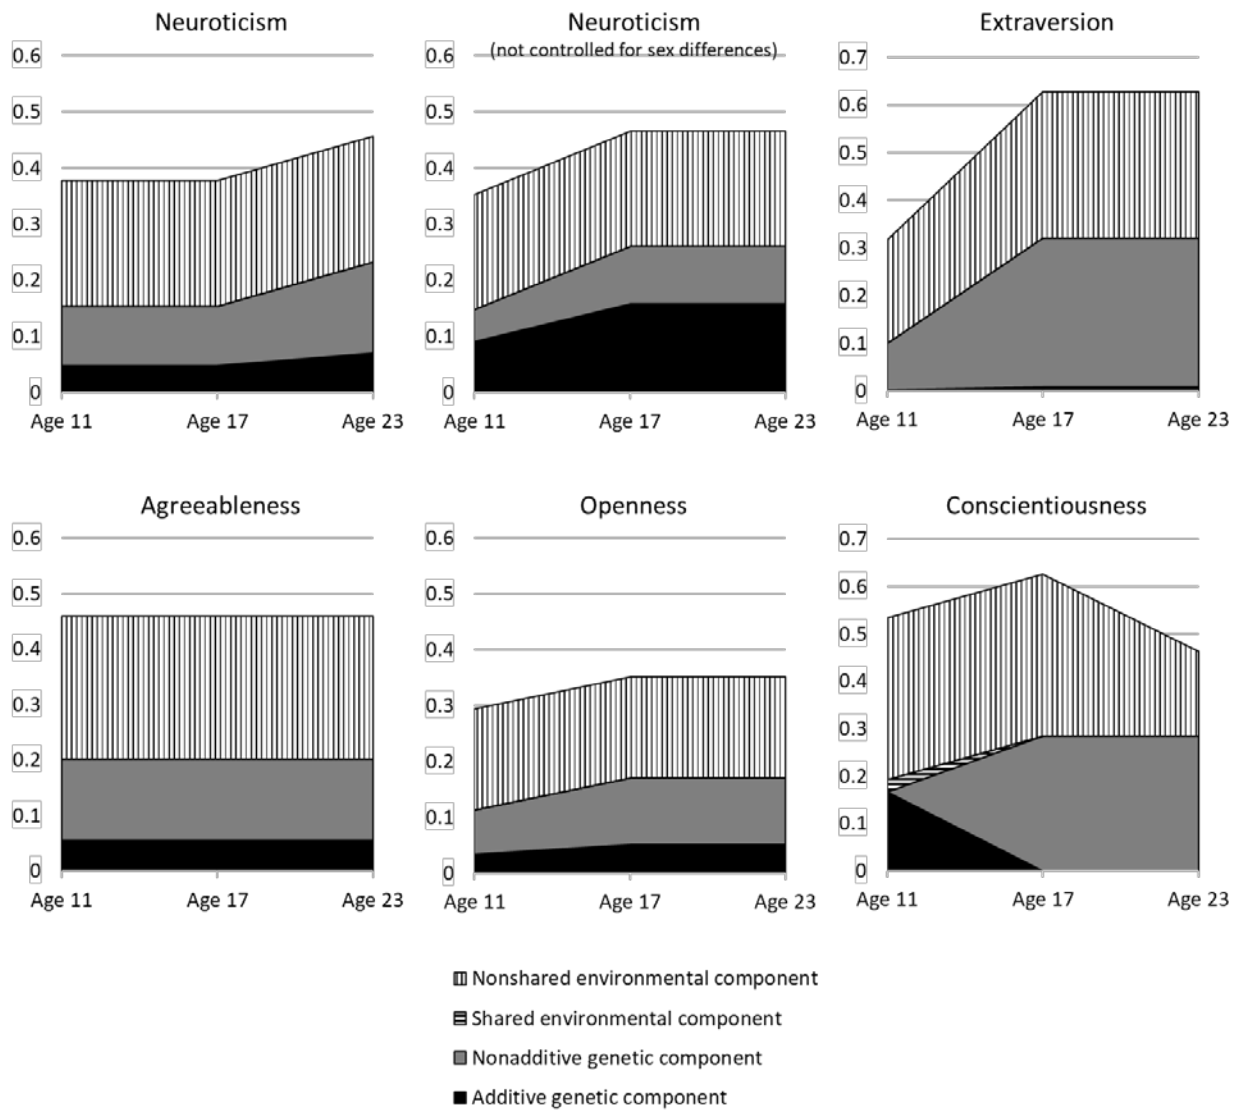 Neuroticism
0.6
0.5
0.4
0.3
0.2
0.1
0
Age 11 Age 17 Age 23
Neuroticism
(not controlled for sex differences)
0.6
0.5
0.4
0.3
0.2
0.1
0
Age 11 Age 17 Age 23
Extraversion
0.7
0.6
0.5
0.4
0.3
0.2
0.1
0
Age 11 Age 17 Age 23
Agreeableness
0.6
0.5
0.4
0.3
0.2
0.1
0
Age 11 Age 17 Age 23
Openness
0.6
0.5
0.4
0.3
0.2
0.1
0
Age 11 Age 17 Age 23
Conscientiousness
0.7
0.6
0.5
0.4
0.3
0.2
0.1
0
Age 11 Age 17 Age 23
Nonshared environmental component
Shared environmental component
Nonadditive genetic component
Additive genetic component